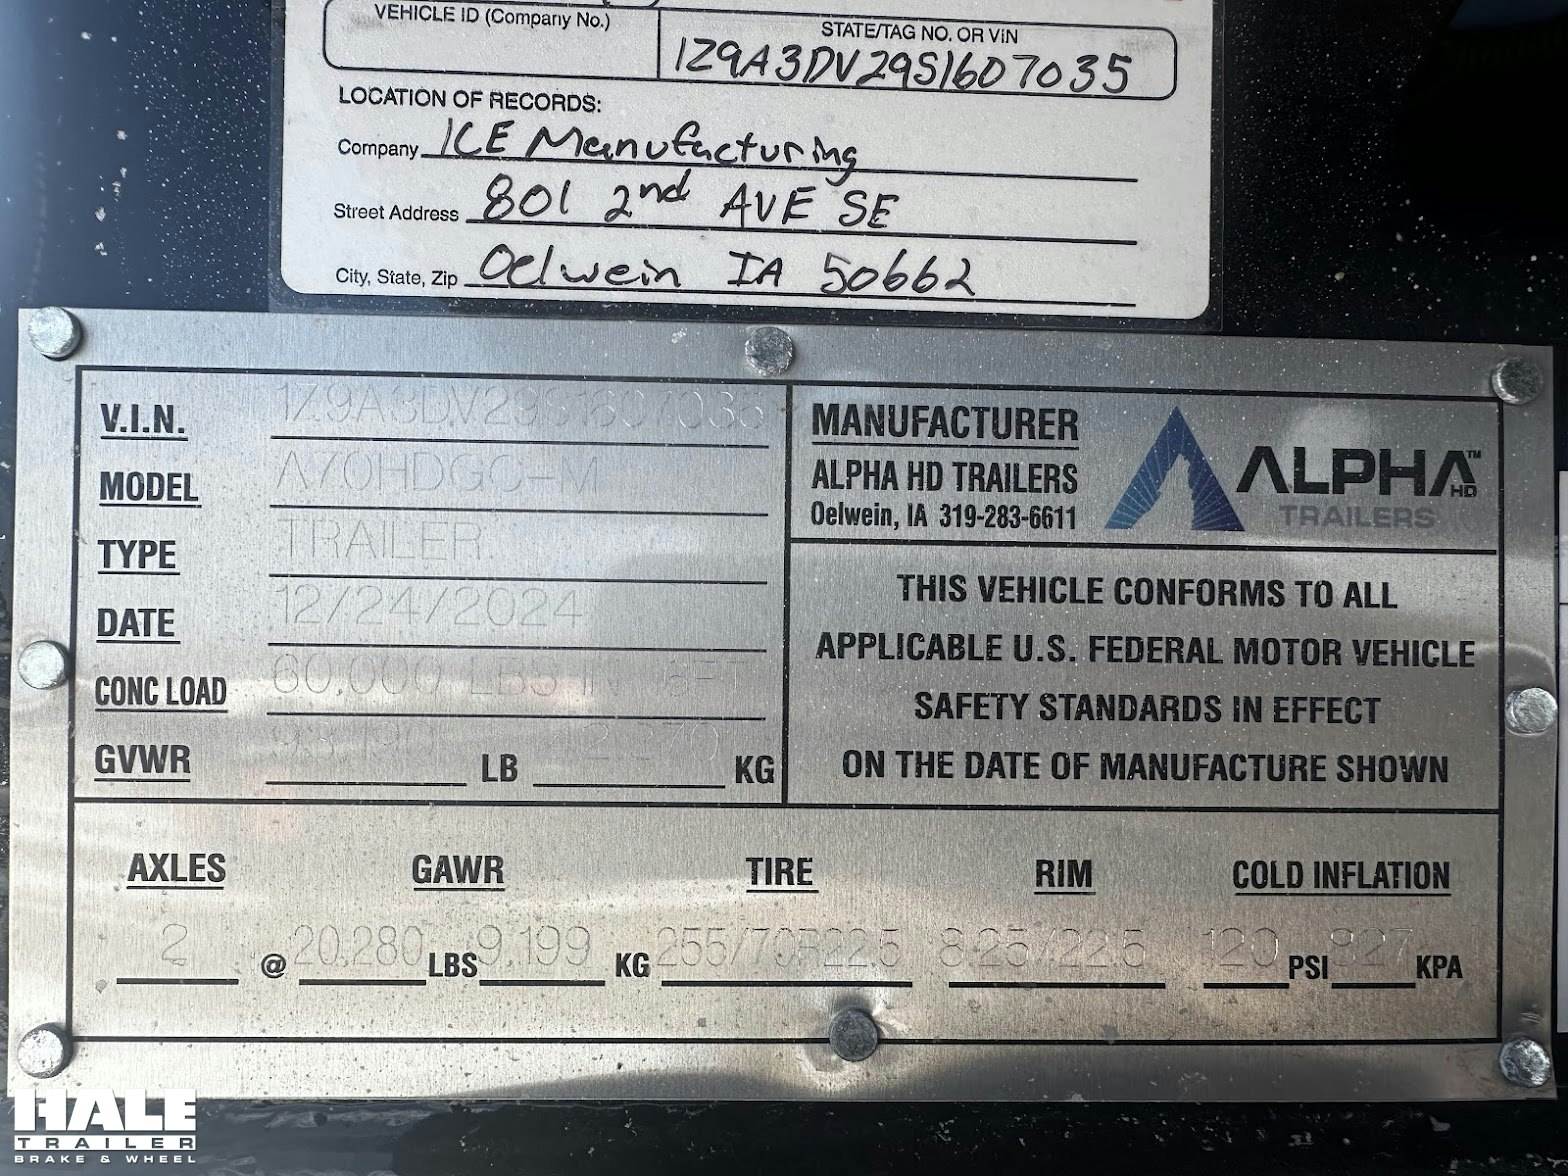 VEHICLE ID (Company No.) STATE/TAG NO. OR VIN
1Z9A3DV29S1607035
LOCATION OF RECORDS:
Company ICE Manufacturing
Street Address 801 2nd AVE SE
City, State, Zip Oelwein IA 50662
V.I.N. 1Z9A3DV29S1607035
MODEL A70HDGC-M
TYPE TRAILER
DATE 12/24/2024
CONC LOAD 60,000 LBS IN
GVWR LB KG
MANUFACTURER
ALPHA HD TRAILERS
Oelwein, IA 319-283-6611
ALPHA HD ™
TRAILERS
THIS VEHICLE CONFORMS TO ALL
APPLICABLE U.S. FEDERAL MOTOR VEHICLE
SAFETY STANDARDS IN EFFECT
ON THE DATE OF MANUFACTURE SHOWN
AXLES GAWR TIRE RIM COLD INFLATION
2 @ 20,280 LBS 9,199 KG 255/70R22.5 8.25/22.5 120 PSI 827 KPA
HALE
TRAILER
BRAKE & WHEEL